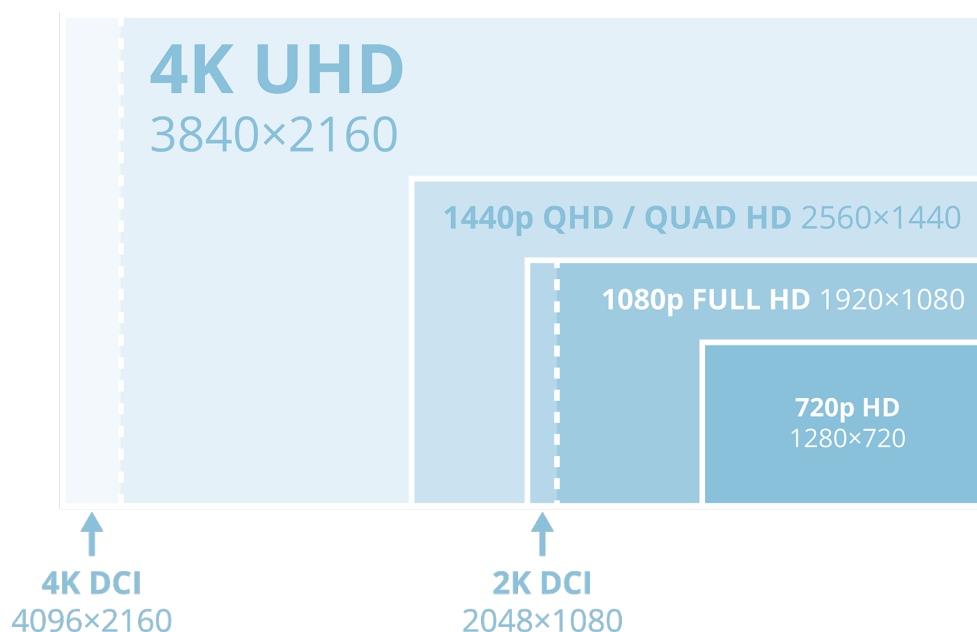 4K UHD
3840×2160
1440p QHD / QUAD HD 2560×1440
1080p FULL HD 1920×1080
720p HD
1280×720
4K DCI
4096×2160
2K DCI
2048×1080